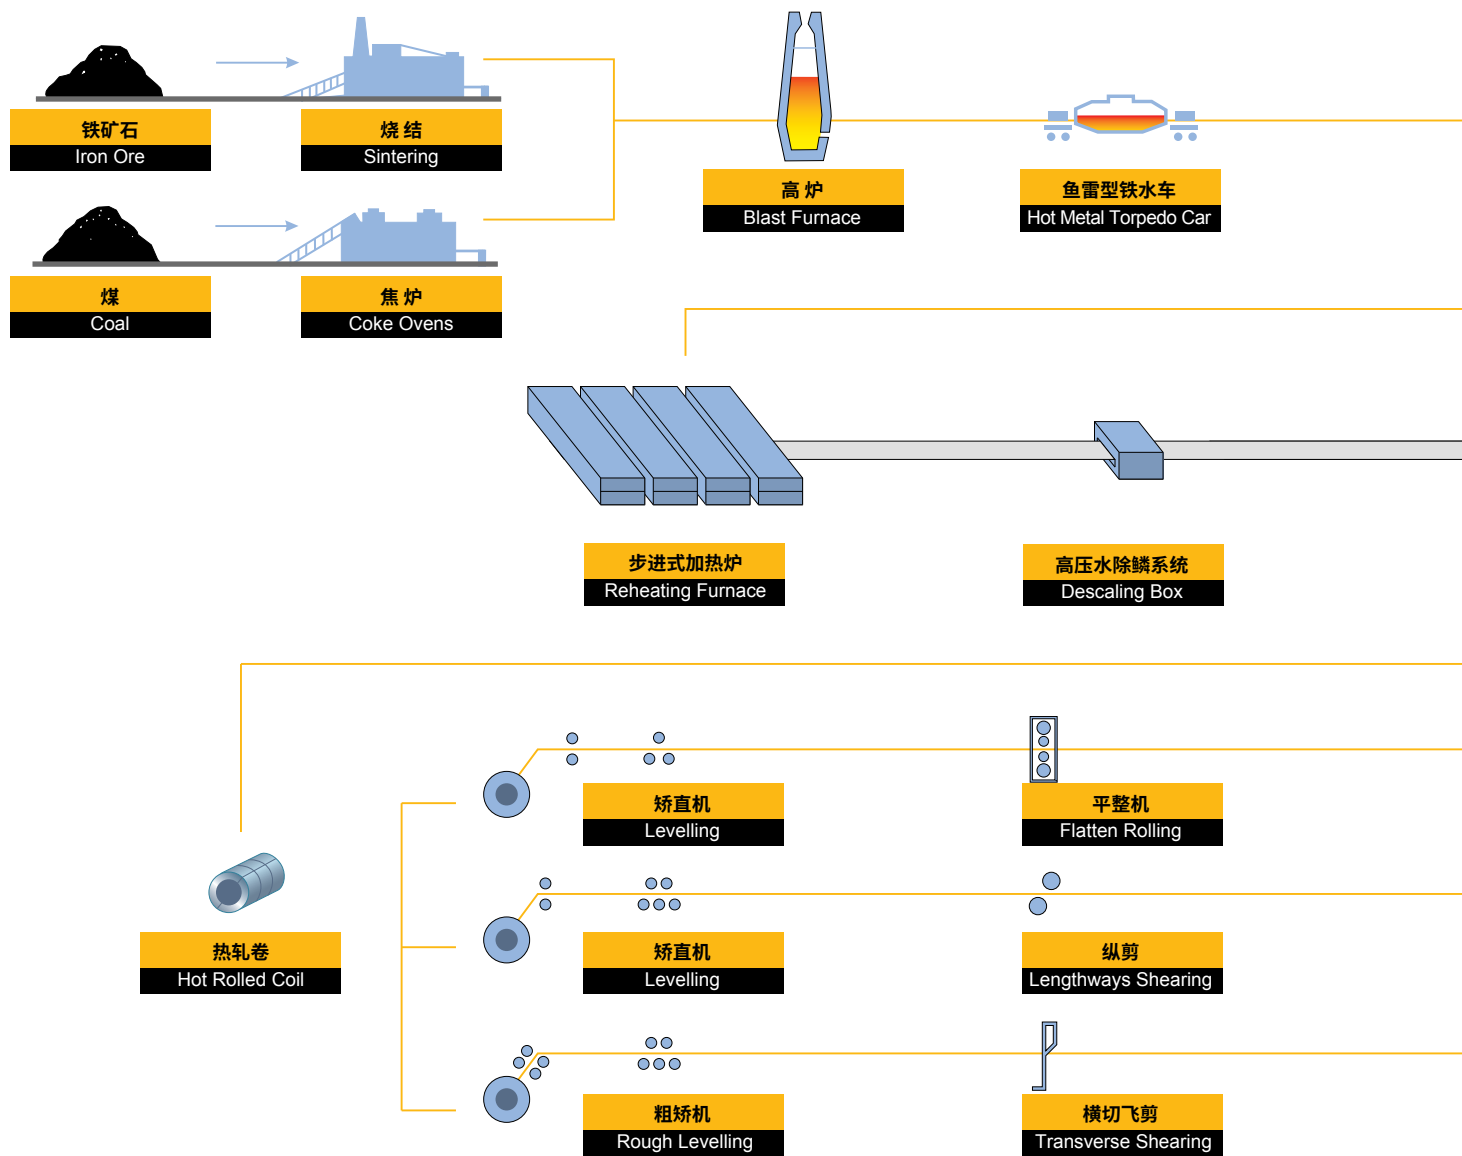 铁矿石
Iron Ore
烧 结
Sintering
高 炉
Blast Furnace
鱼雷型铁水车
Hot Metal Torpedo Car
煤
Coal
焦 炉
Coke Ovens
步进式加热炉
Reheating Furnace
高压水除鳞系统
Descaling Box
矫直机
Levelling
平整机
Flatten Rolling
热轧卷
Hot Rolled Coil
矫直机
Levelling
纵剪
Lengthways Shearing
粗矫机
Rough Levelling
横切飞剪
Transverse Shearing